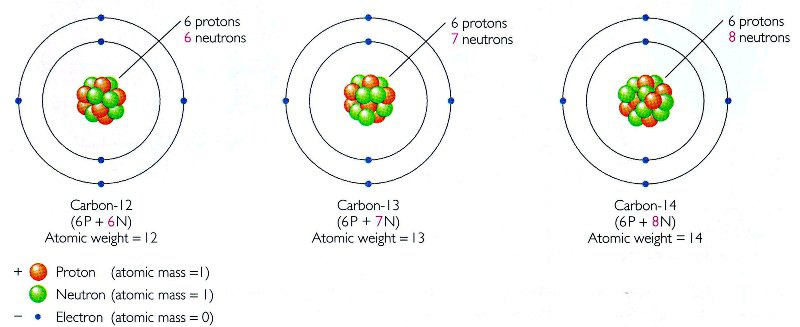 6 protons
6 neutrons
6 protons
7 neutrons
6 protons
8 neutrons
Carbon-12
(6P + 6N)
Atomic weight = 12
Carbon-13
(6P + 7N)
Atomic weight = 13
Carbon-14
(6P + 8N)
Atomic weight = 14
+ Proton (atomic mass = 1)
Neutron (atomic mass = 1)
− Electron (atomic mass = 0)